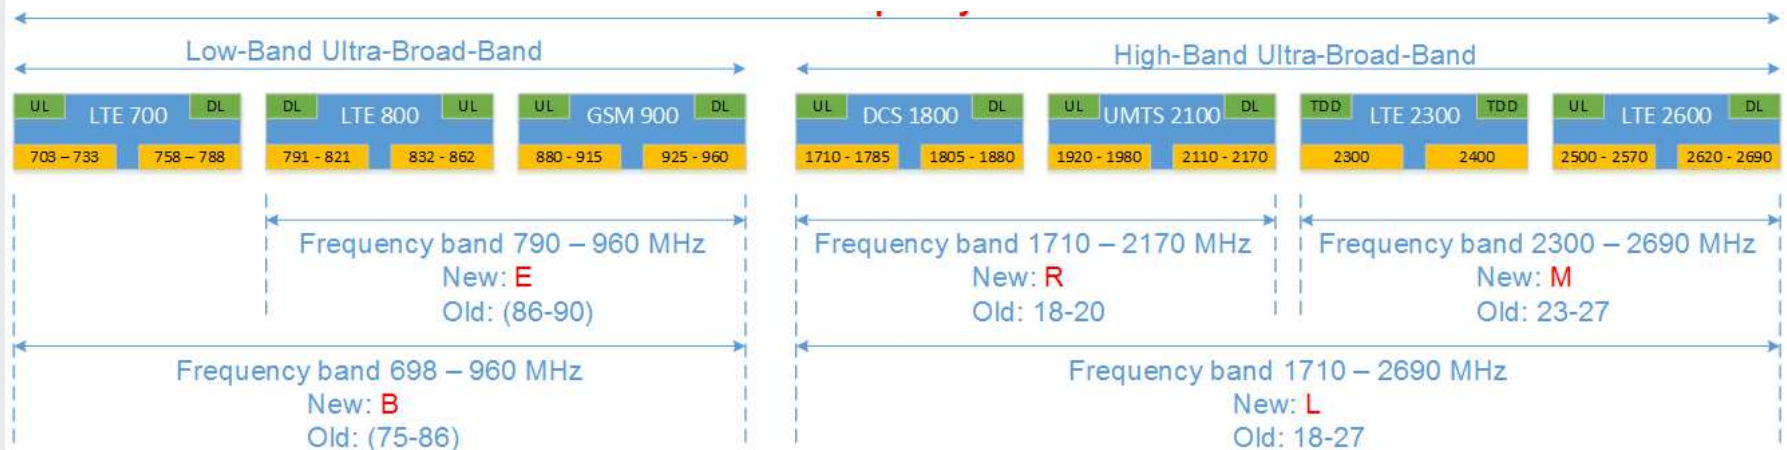 Low-Band Ultra-Broad-Band
High-Band Ultra-Broad-Band
UL LTE 700 DL
703 – 733 758 – 788
DL LTE 800 UL
791 - 821 832 - 862
UL GSM 900 DL
880 - 915 925 - 960
UL DCS 1800 DL
1710 - 1785 1805 - 1880
UL UMTS 2100 DL
1920 - 1980 2110 - 2170
TDD LTE 2300 TDD
2300 2400
UL LTE 2600 DL
2500 - 2570 2620 - 2690
Frequency band 790 – 960 MHz
New: E
Old: (86-90)
Frequency band 1710 – 2170 MHz
New: R
Old: 18-20
Frequency band 2300 – 2690 MHz
New: M
Old: 23-27
Frequency band 698 – 960 MHz
New: B
Old: (75-86)
Frequency band 1710 – 2690 MHz
New: L
Old: 18-27